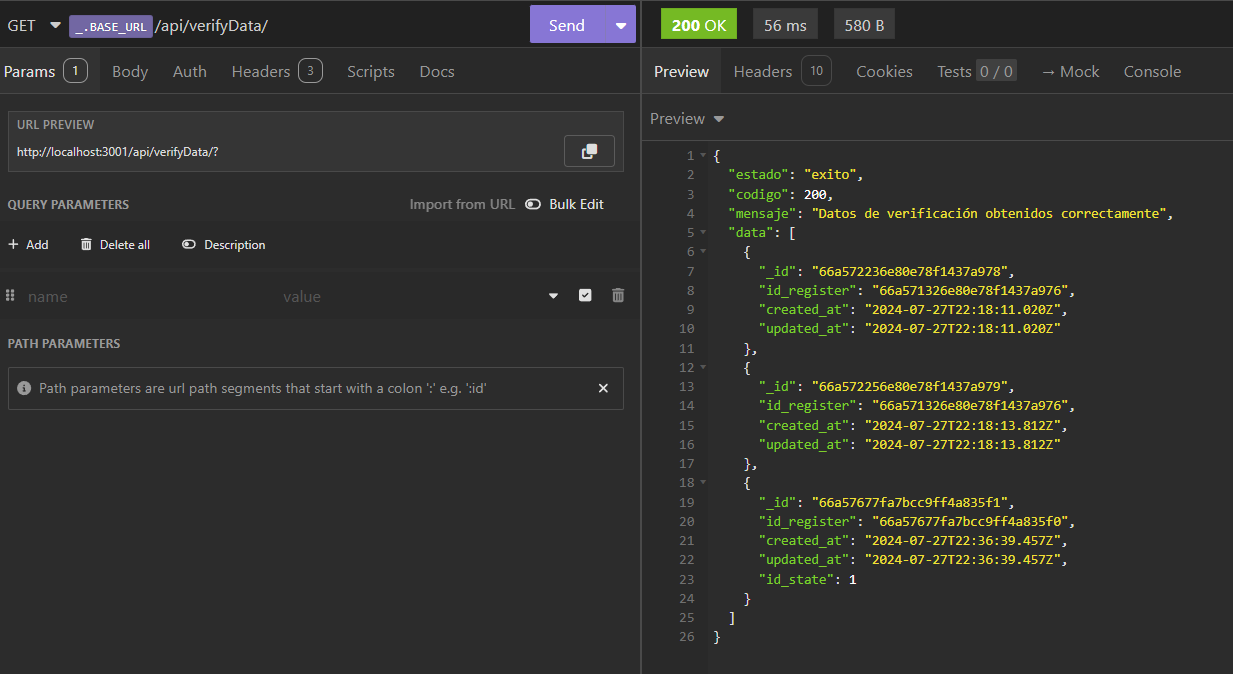 GET _.BASE_URL /api/verifyData/ Send
Params 1 Body Auth Headers 3 Scripts Docs
URL PREVIEW
http://localhost:3001/api/verifyData/?
QUERY PARAMETERS Import from URL Bulk Edit
+ Add Delete all Description
name value
PATH PARAMETERS
Path parameters are url path segments that start with a colon ':' e.g. ':id'
200 OK 56 ms 580 B
Preview Headers 10 Cookies Tests 0 / 0 → Mock Console
Preview
1 {
2 "estado": "exito",
3 "codigo": 200,
4 "mensaje": "Datos de verificación obtenidos correctamente",
5 "data": [
6 {
7 "_id": "66a572236e80e78f1437a978",
8 "id_register": "66a571326e80e78f1437a976",
9 "created_at": "2024-07-27T22:18:11.020Z",
10 "updated_at": "2024-07-27T22:18:11.020Z"
11 },
12 {
13 "_id": "66a572256e80e78f1437a979",
14 "id_register": "66a571326e80e78f1437a976",
15 "created_at": "2024-07-27T22:18:13.812Z",
16 "updated_at": "2024-07-27T22:18:13.812Z"
17 },
18 {
19 "_id": "66a57677fa7bcc9ff4a835f1",
20 "id_register": "66a57677fa7bcc9ff4a835f0",
21 "created_at": "2024-07-27T22:36:39.457Z",
22 "updated_at": "2024-07-27T22:36:39.457Z",
23 "id_state": 1
24 }
25 ]
26 }